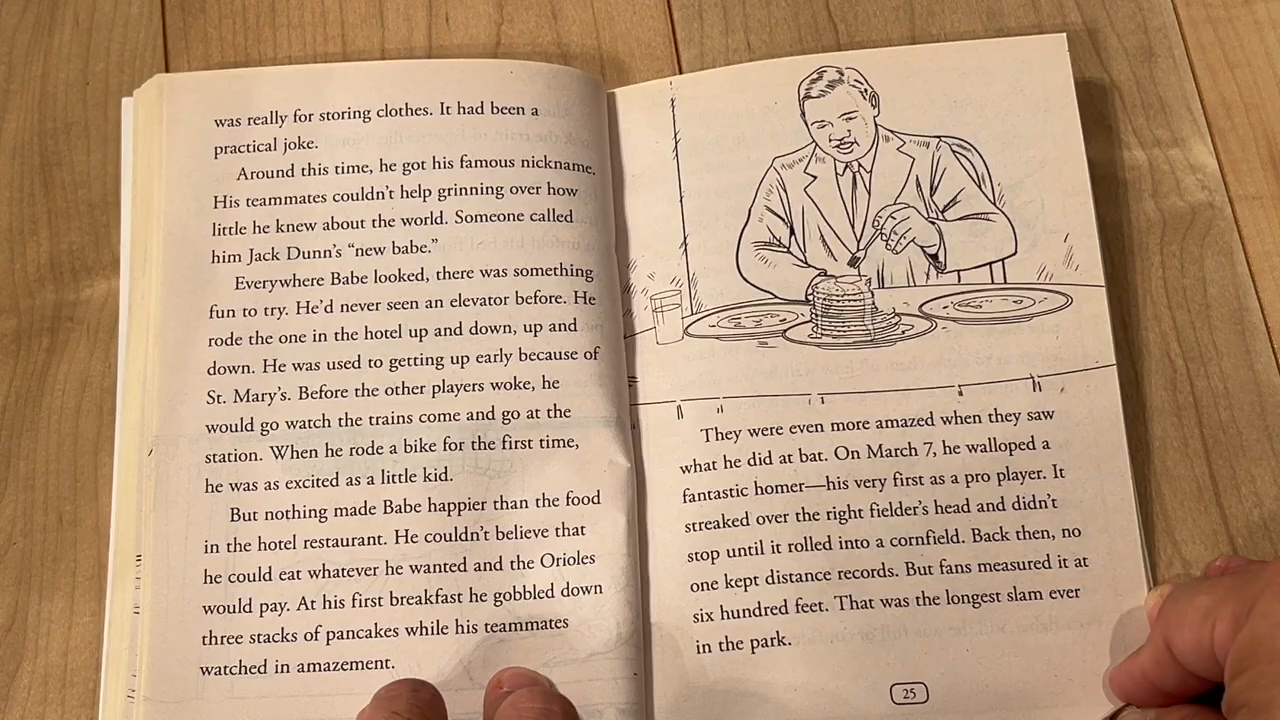 was really for storing clothes. It had been a
practical joke.
Around this time, he got his famous nickname.
His teammates couldn't help grinning over how
little he knew about the world. Someone called
him Jack Dunn's “new babe.”
Everywhere Babe looked, there was something
fun to try. He'd never seen an elevator before. He
rode the one in the hotel up and down, up and
down. He was used to getting up early because of
St. Mary's. Before the other players woke, he
would go watch the trains come and go at the
station. When he rode a bike for the first time,
he was as excited as a little kid.
But nothing made Babe happier than the food
in the hotel restaurant. He couldn't believe that
he could eat whatever he wanted and the Orioles
would pay. At his first breakfast he gobbled down
three stacks of pancakes while his teammates
watched in amazement.
They were even more amazed when they saw
what he did at bat. On March 7, he walloped a
fantastic homer—his very first as a pro player. It
streaked over the right fielder's head and didn't
stop until it rolled into a cornfield. Back then, no
one kept distance records. But fans measured it at
six hundred feet. That was the longest slam ever
in the park.
25